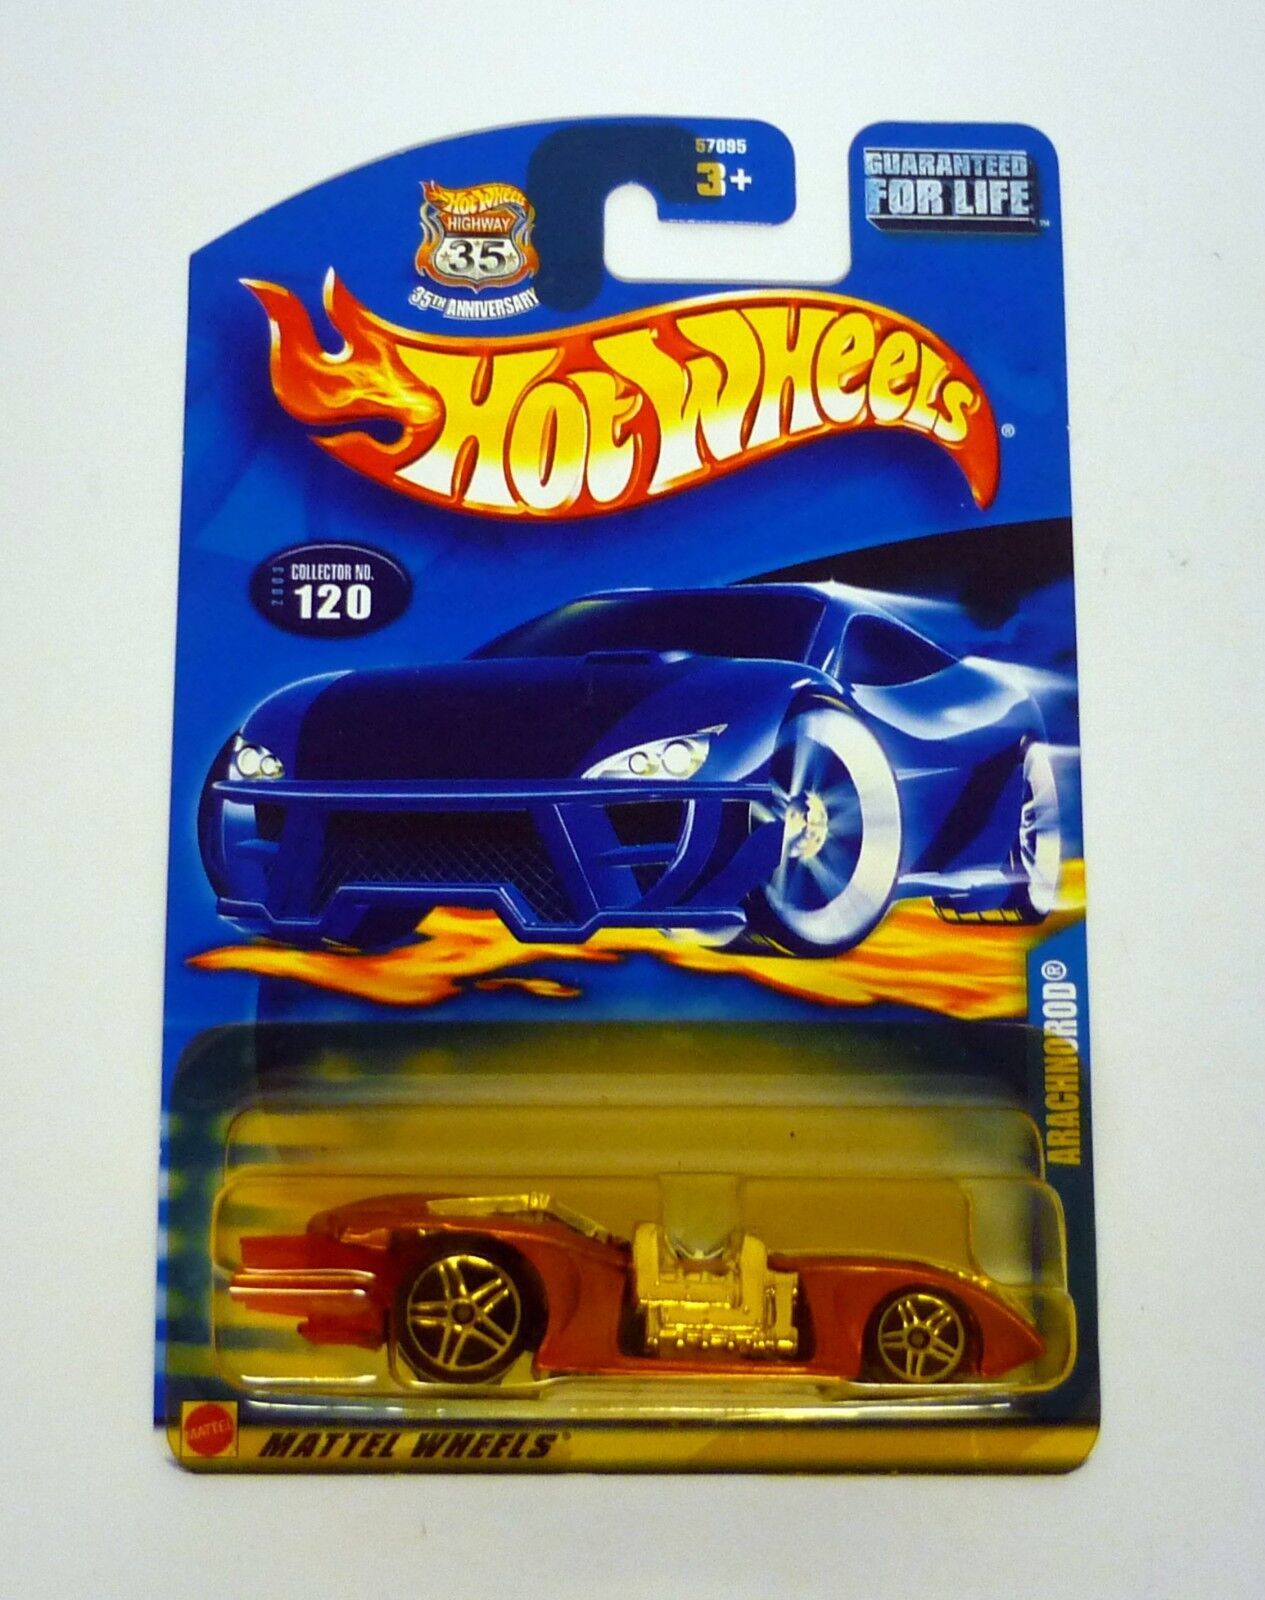 57095
3+
GUARANTEED
FOR LIFE
™
HOT WHEELS
HIGHWAY
35
35TH ANNIVERSARY
HOT WHEELS®
2003
COLLECTOR NO.
120
ARACHNOROD®
MATTEL
MATTEL WHEELS